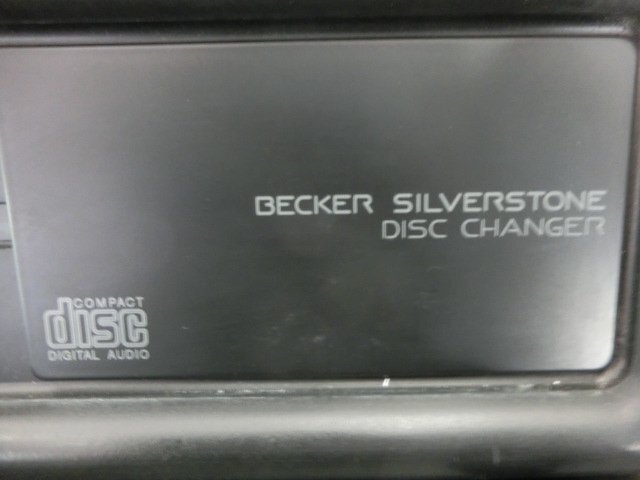 BECKER SILVERSTONE
DISC CHANGER
COMPACT
disc
DIGITAL AUDIO